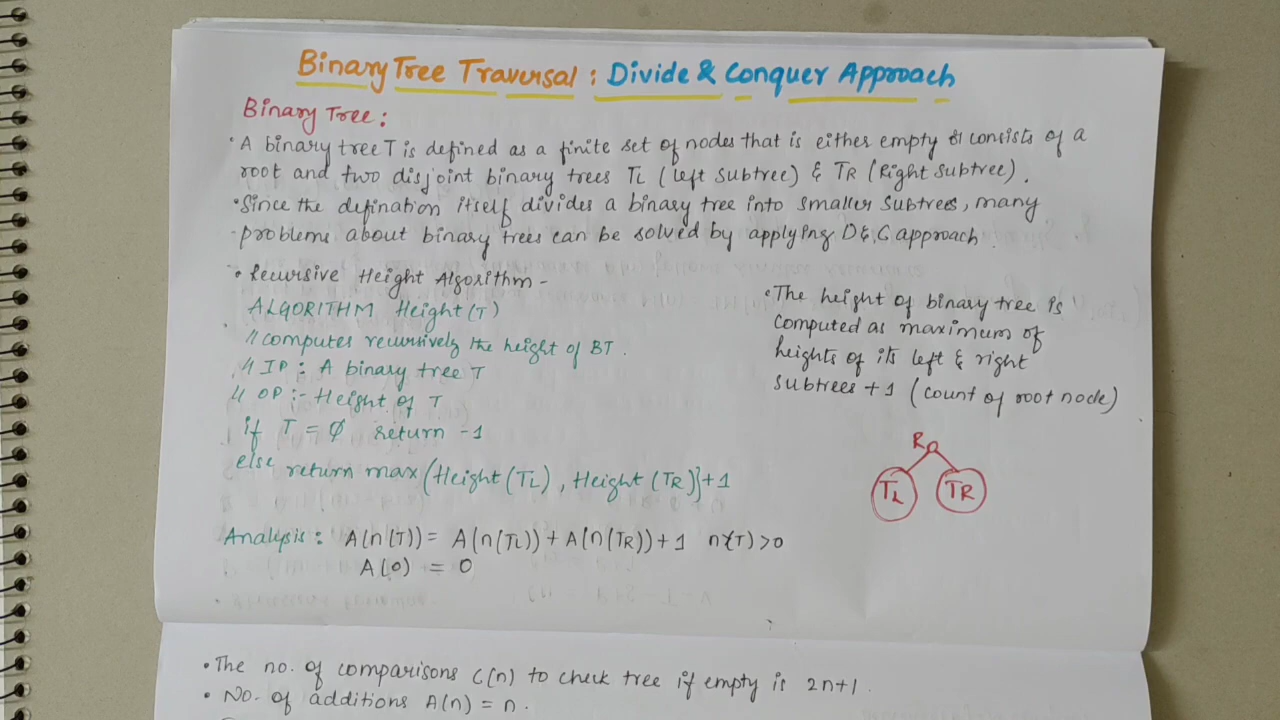 Binary Tree Traversal : Divide & Conquer Approach
Binary Tree :
• A binary tree T is defined as a finite set of nodes that is either empty or consists of a
root and two disjoint binary trees TL (left subtree) & TR (Right subtree).
• Since the defination itself divides a binary tree into smaller subtrees, many
problems about binary trees can be solved by applying D & C approach
• Recursive Height Algorithm -
ALGORITHM Height(T)
// computes recursively the height of BT.
// IP : A binary tree T
// OP :- Height of T
if T = Ø return -1
else return max{Height(TL), Height(TR)}+1
• The height of binary tree is
computed as maximum of
heights of its left & right
subtrees +1 (count of root node)
R
TL TR
Analysis : A(n(T)) = A(n(TL)) + A(n(TR)) + 1 n(T) > 0
A(0) = 0
• The no. of comparisons C(n) to check tree if empty is 2n+1.
• No. of additions A(n) = n.